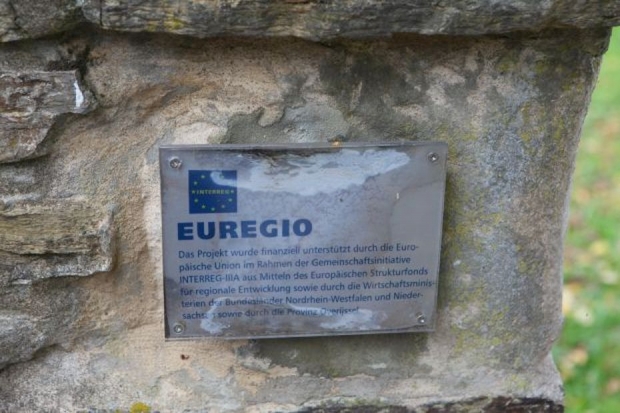 INTERREG
EUREGIO
Das Projekt wurde finanziell unterstützt durch die Euro-
päische Union im Rahmen der Gemeinschaftsinitiative
INTERREG-IIIA aus Mitteln des Europäischen Strukturfonds
für regionale Entwicklung sowie durch die Wirtschaftsminis-
terien der Bundesländer Nordrhein-Westfalen und Nieder-
sachsen sowie durch die Provinz Overijssel.